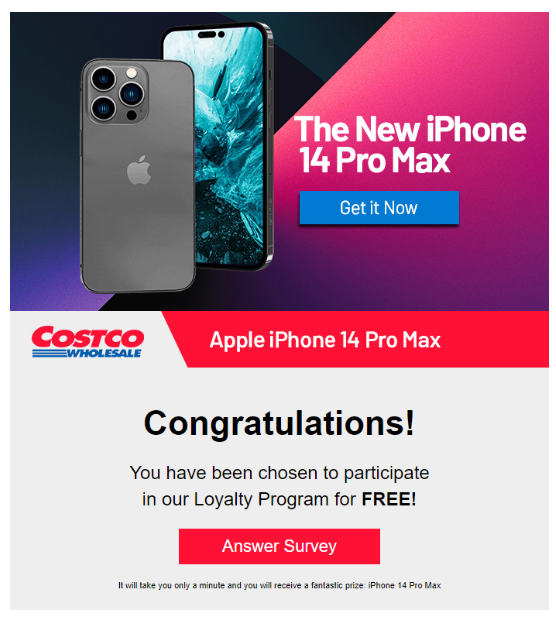 The New iPhone
14 Pro Max
Get it Now
COSTCO
WHOLESALE
Apple iPhone 14 Pro Max
Congratulations!
You have been chosen to participate
in our Loyalty Program for FREE!
Answer Survey
It will take you only a minute and you will receive a fantastic prize: iPhone 14 Pro Max